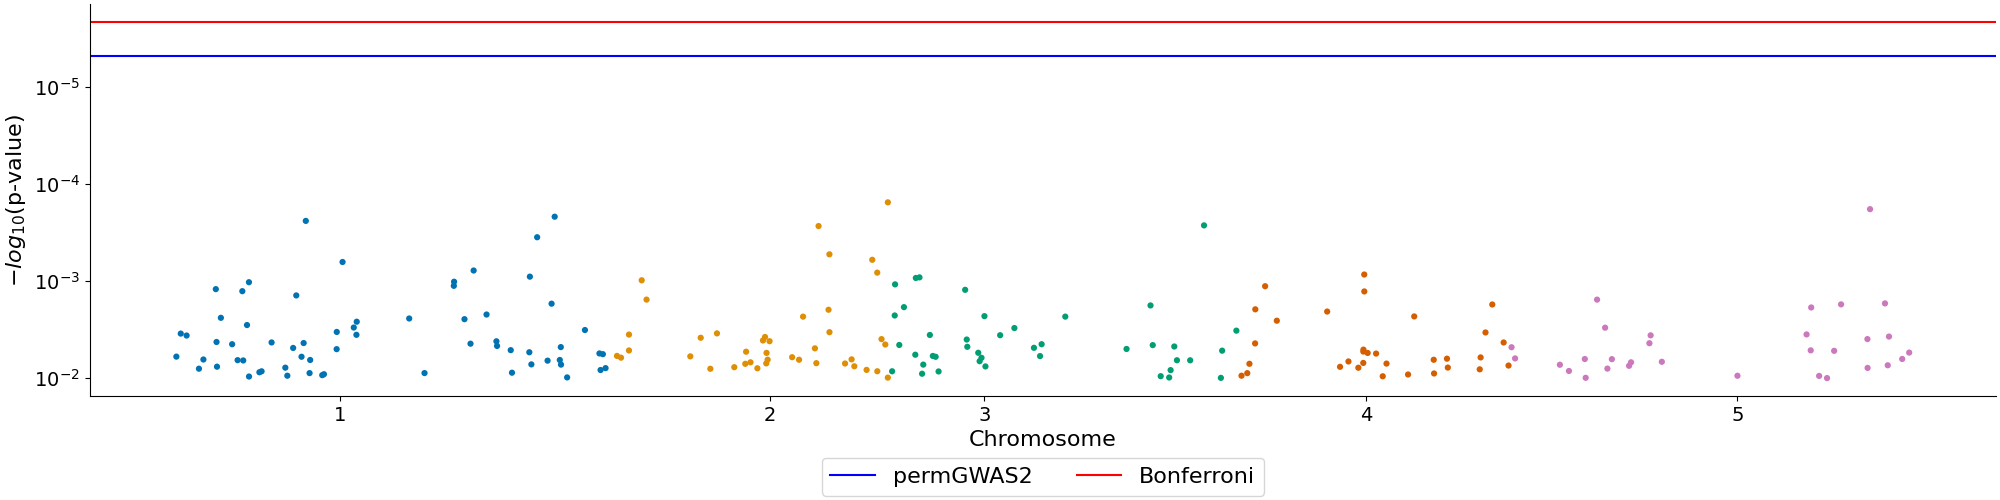 −log₁₀(p-value)
10⁻⁵
10⁻⁴
10⁻³
10⁻²
1 2 3 4 5
Chromosome
permGWAS2 Bonferroni